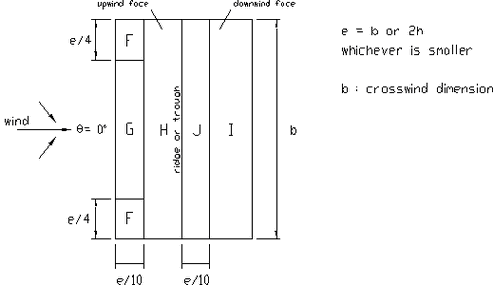 upwind face
downwind face
e/4
F
e = b or 2h
whichever is smaller
b : crosswind dimension
wind
θ= 0°
G
H
ridge or trough
J
I
b
e/4
F
e/10
e/10